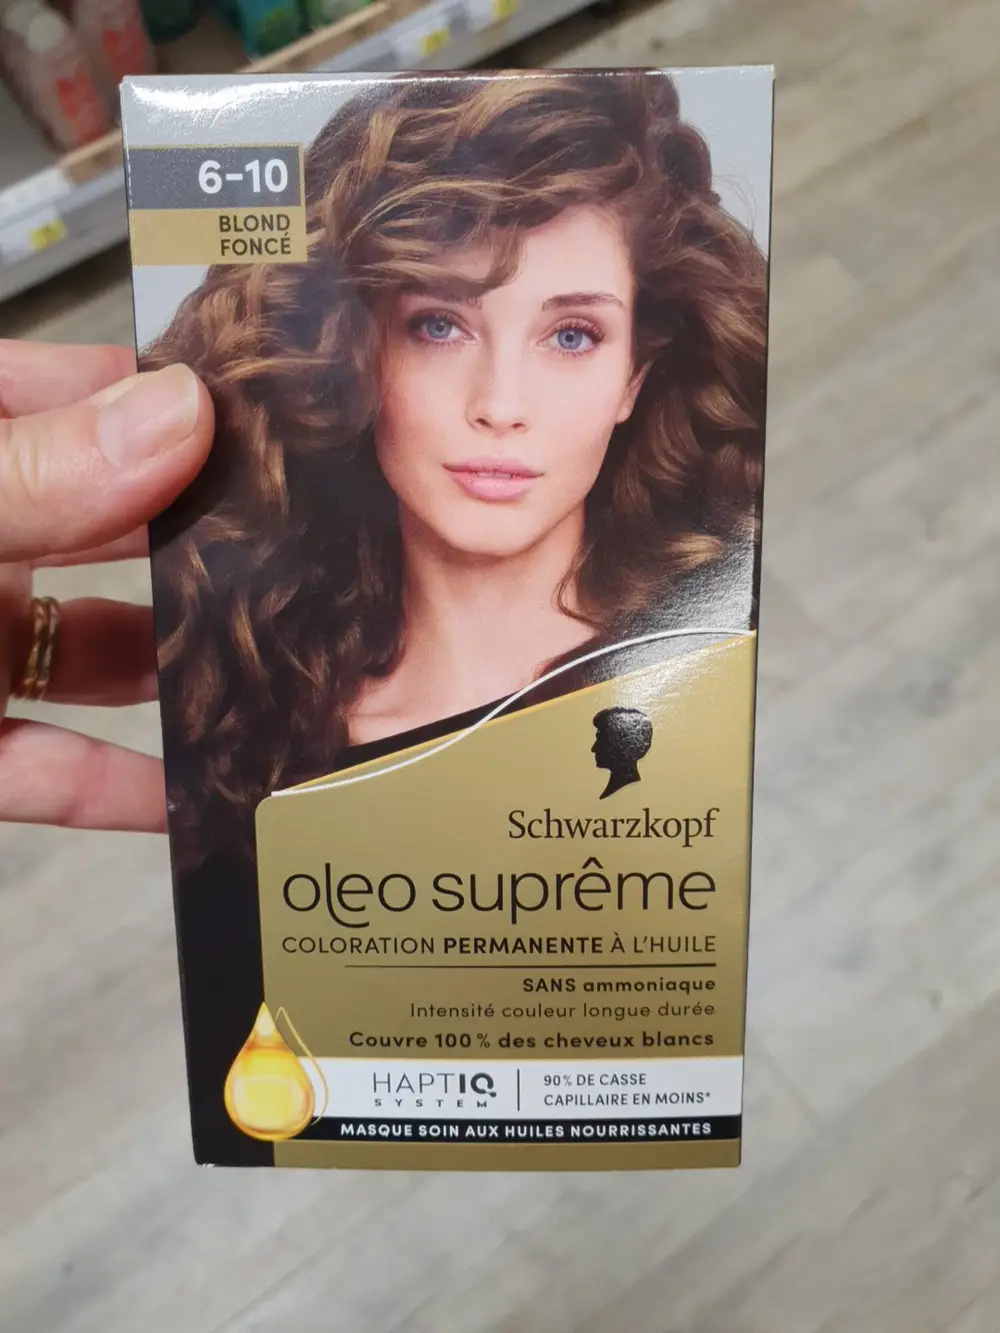 6-10
BLOND
FONCÉ
Schwarzkopf
oleo suprême
COLORATION PERMANENTE À L'HUILE
SANS ammoniaque
Intensité couleur longue durée
Couvre 100 % des cheveux blancs
HAPTIQ
SYSTEM
90% DE CASSE
CAPILLAIRE EN MOINS*
MASQUE SOIN AUX HUILES NOURRISSANTES